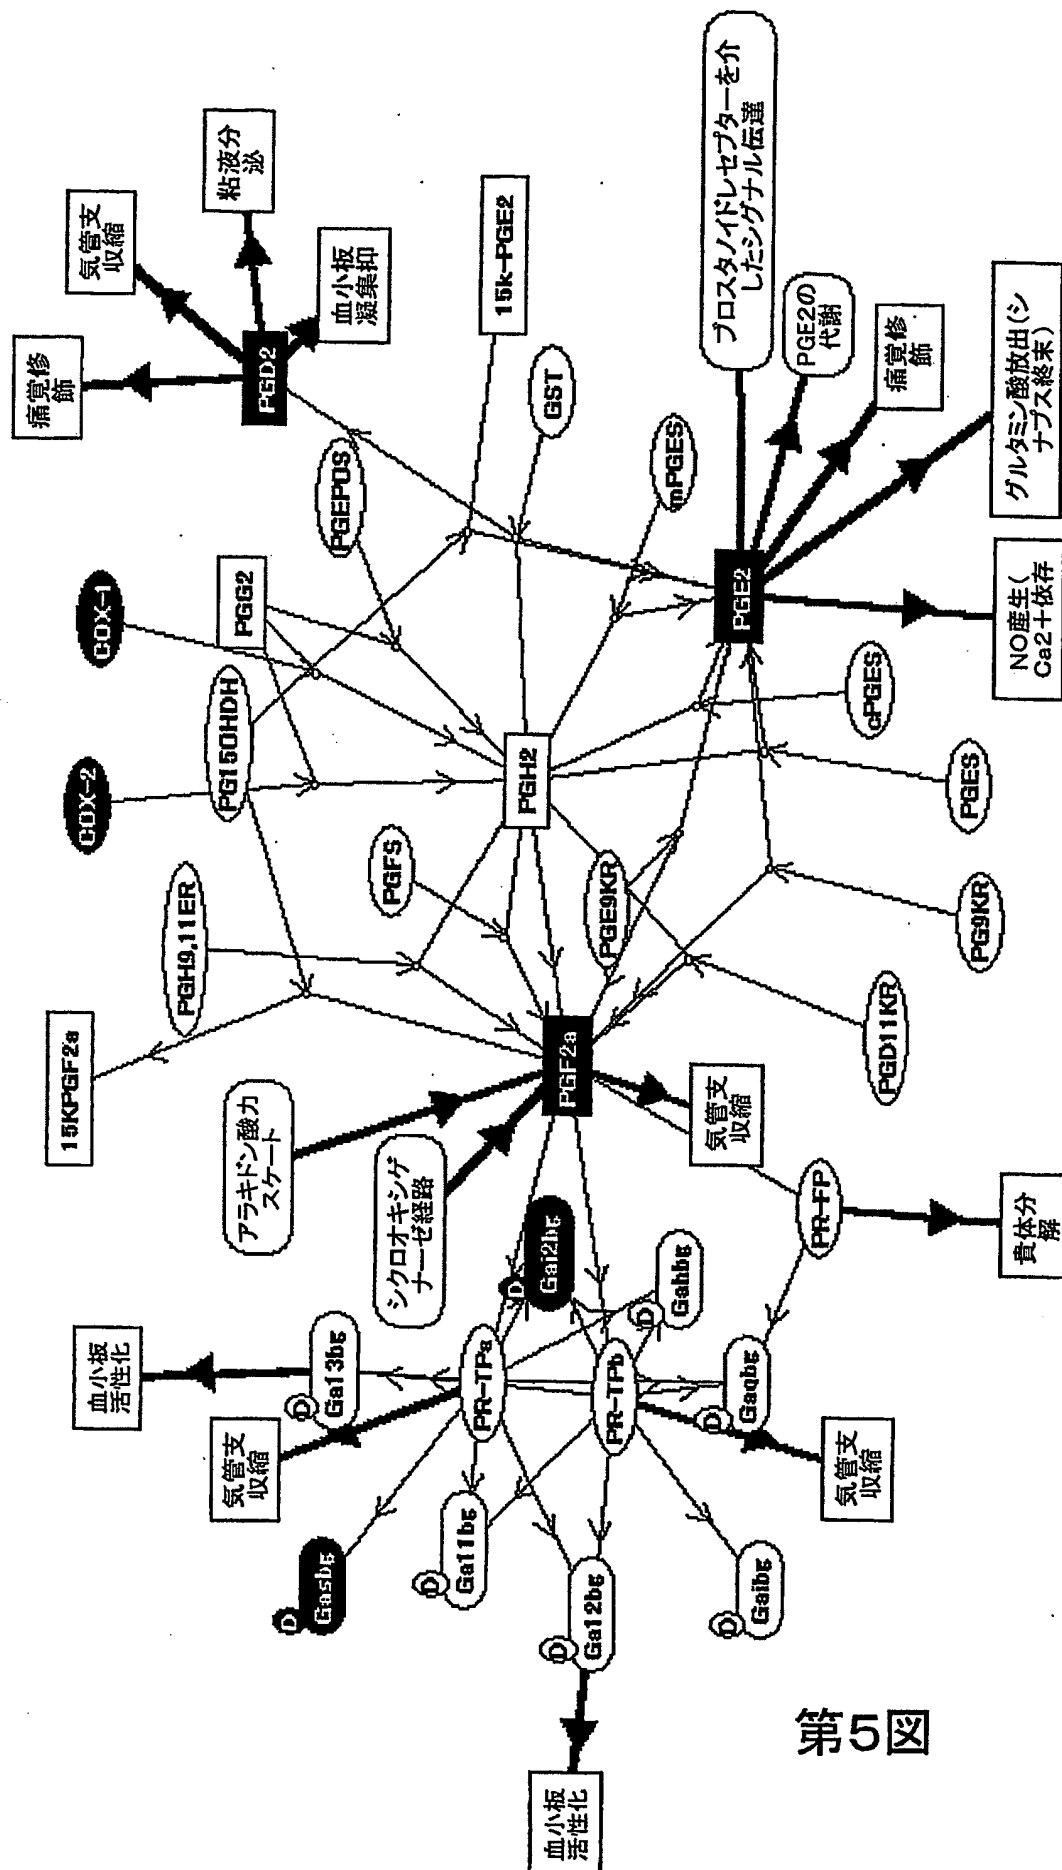 痛覚修
飾
気管支
収縮
15KPGF2a
COX-2
COX-1
血小板
活性化
粘液分
泌
PGH9,11ER
PG15OHDH
PGG2
PGD2
アラキドン酸カ
スケート
気管支
収縮
D
Ga13bg
D
Gasbg
PGEPOS
血小板
凝集抑
シクロオキシゲ
ナーゼ経路
PGFS
D
Ga11bg
PR-TPa
15k-PGE2
D
Gai2bg
PGH2
GST
血小板
活性化
D
Ga12bg
PGF2a
PR-TPb
PGE9KR
D
Gahbg
mPGES
気管支
収縮
PGE2
プロスタノイドレセプターを介
したシグナル伝達
D
Gaibg
D
Gaqbg
PR-FP
PGD11KR
cPGES
PGE2の
代謝
気管支
収縮
痛覚修
飾
PG9KR
PGES
貴体分
解
NO産生(
Ca2+依存
グルタミン酸放出(シ
ナプス終末)
第5図